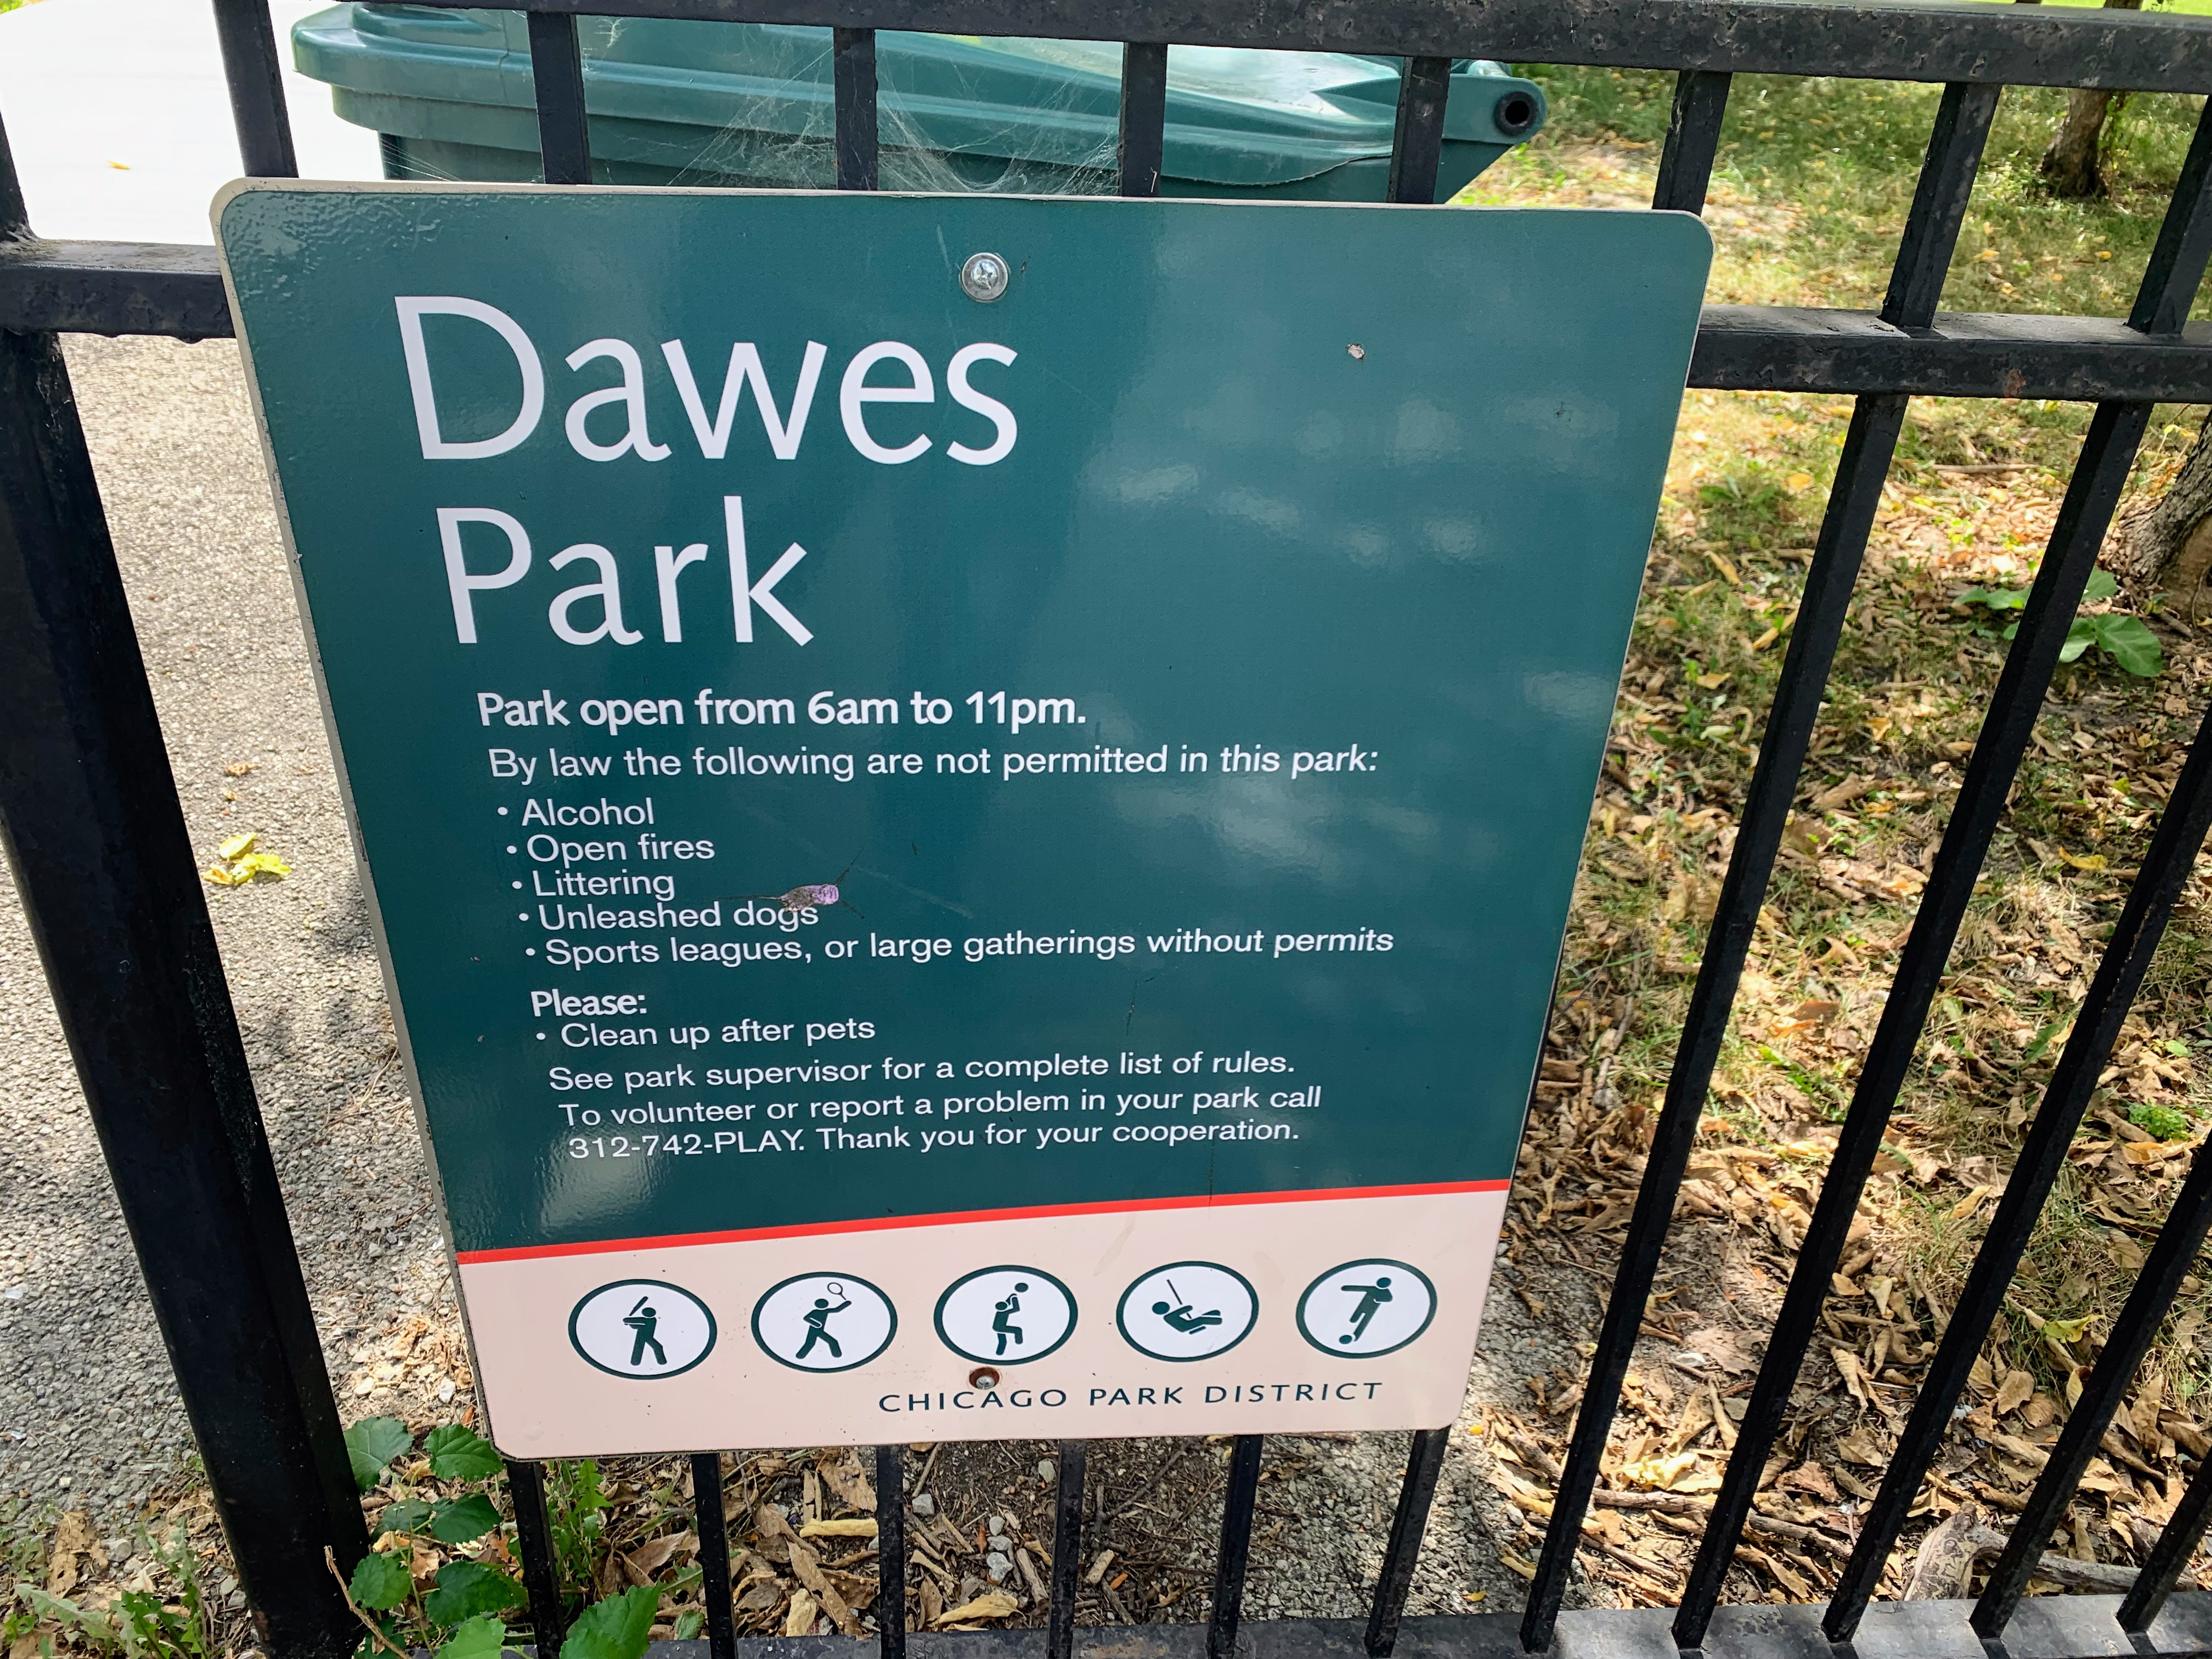 Dawes
Park
Park open from 6am to 11pm.
By law the following are not permitted in this park:
• Alcohol
• Open fires
• Littering
• Unleashed dogs
• Sports leagues, or large gatherings without permits
Please:
• Clean up after pets
See park supervisor for a complete list of rules.
To volunteer or report a problem in your park call
312-742-PLAY. Thank you for your cooperation.
CHICAGO PARK DISTRICT